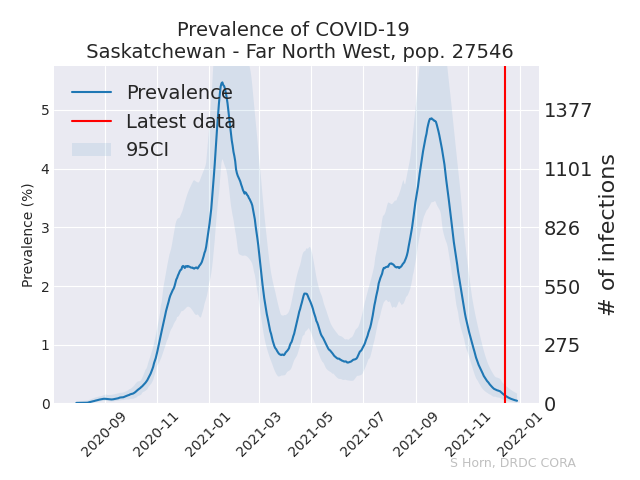 Prevalence of COVID-19
Saskatchewan - Far North West, pop. 27546
Prevalence
Latest data
95CI
Prevalence (%)
5
4
3
2
1
0
1377
1101
826
550
275
0
# of infections
2020-09
2020-11
2021-01
2021-03
2021-05
2021-07
2021-09
2021-11
2022-01
S Horn, DRDC CORA